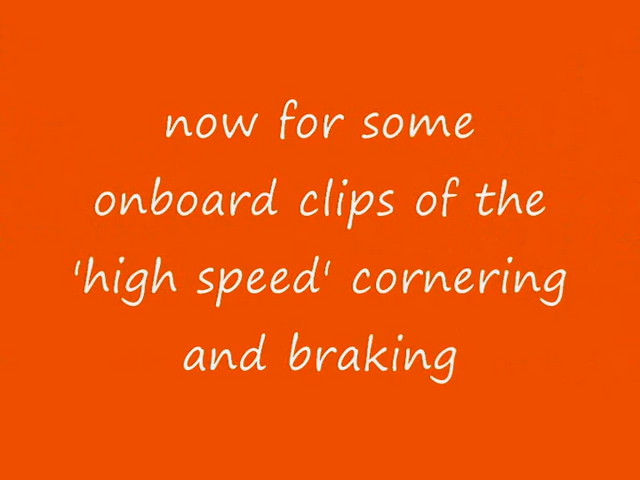 now for some
onboard clips of the
'high speed' cornering
and braking